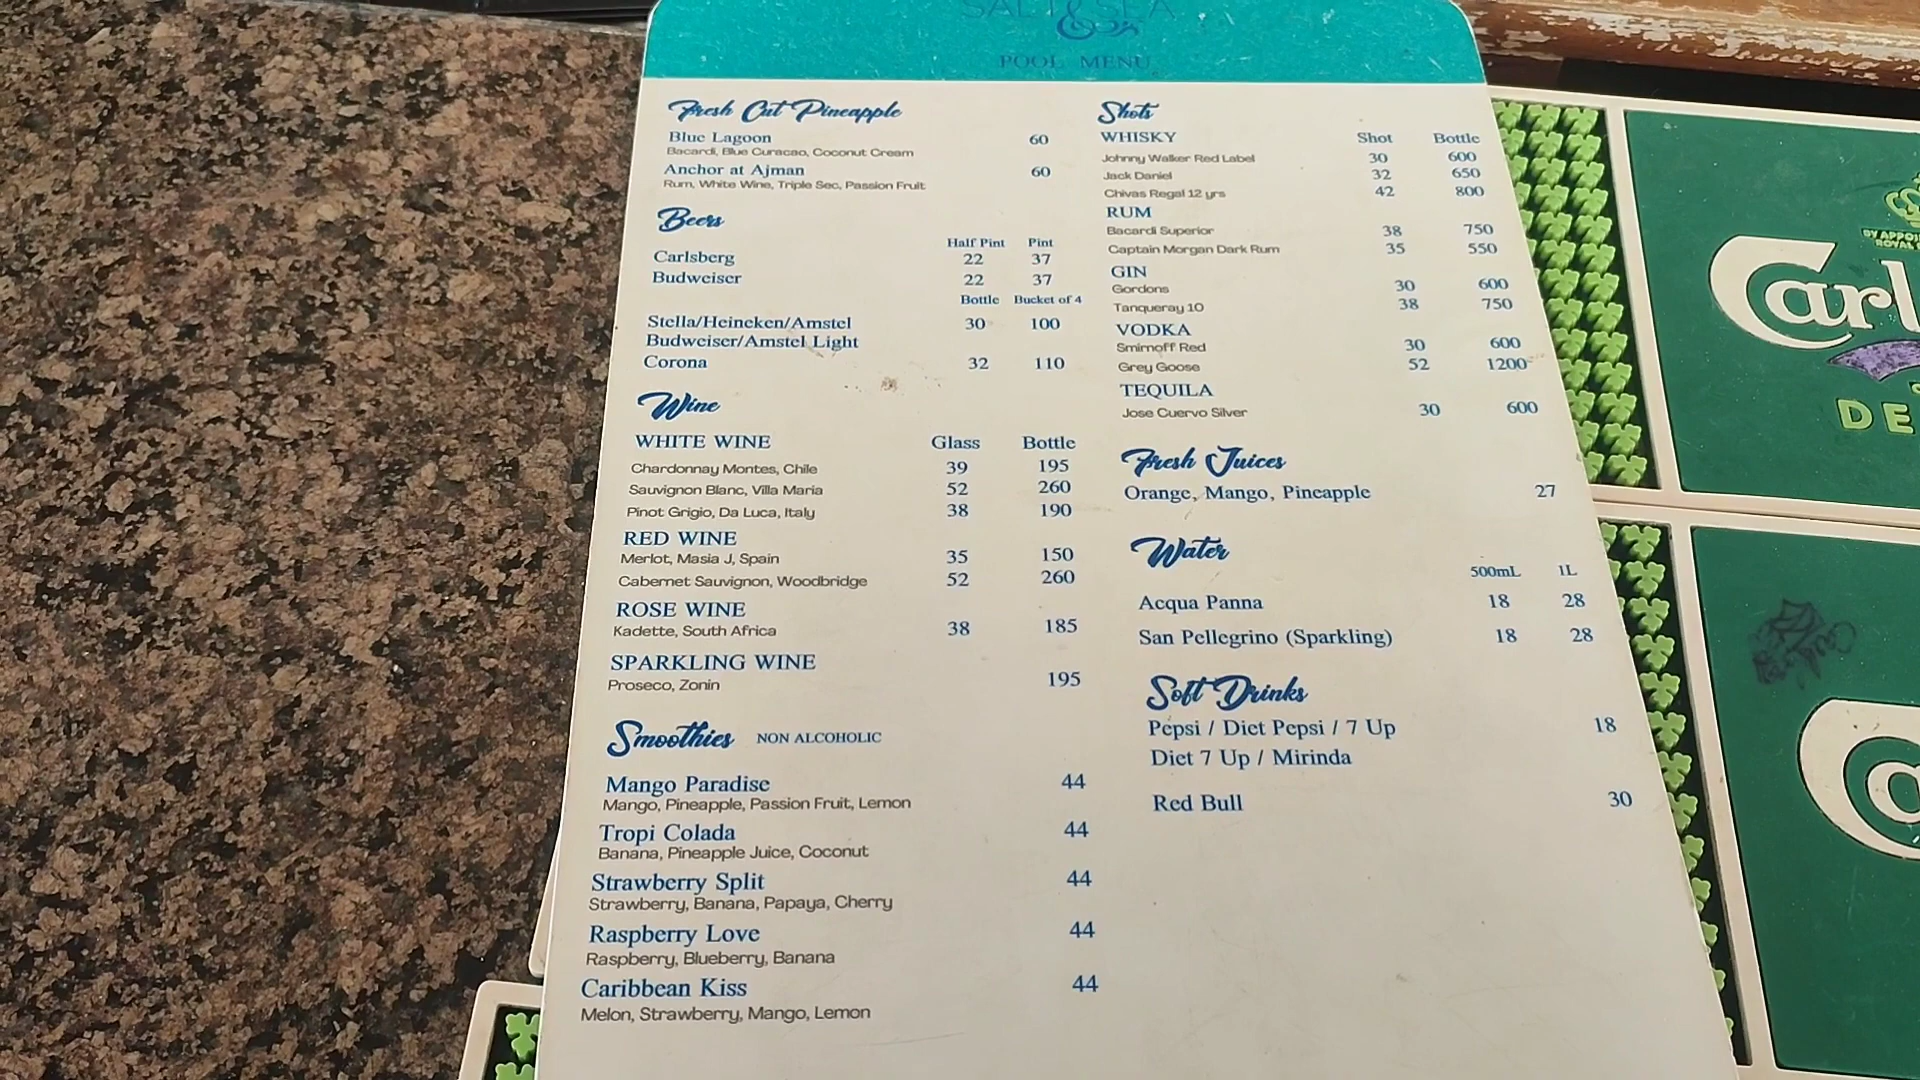 SALT & SEA
POOL MENU
Fresh Cut Pineapple
Blue Lagoon 60
Bacardi, Blue Curacao, Coconut Cream
Anchor at Ajman 60
Rum, White Wine, Triple Sec, Passion Fruit
Beers
Half Pint Pint
Carlsberg 22 37
Budweiser 22 37
Bottle Bucket of 4
Stella/Heineken/Amstel 30 100
Budweiser/Amstel Light
Corona 32 110
Wine
WHITE WINE Glass Bottle
Chardonnay Montes, Chile 39 195
Sauvignon Blanc, Villa Maria 52 260
Pinot Grigio, Da Luca, Italy 38 190
RED WINE
Merlot, Masia J, Spain 35 150
Cabernet Sauvignon, Woodbridge 52 260
ROSE WINE
Kadette, South Africa 38 185
SPARKLING WINE
Proseco, Zonin 195
Smoothies NON ALCOHOLIC
Mango Paradise 44
Mango, Pineapple, Passion Fruit, Lemon
Tropi Colada 44
Banana, Pineapple Juice, Coconut
Strawberry Split 44
Strawberry, Banana, Papaya, Cherry
Raspberry Love 44
Raspberry, Blueberry, Banana
Caribbean Kiss 44
Melon, Strawberry, Mango, Lemon
Shots
WHISKY Shot Bottle
Johnny Walker Red Label 30 600
Jack Daniel 32 650
Chivas Regal 12 yrs 42 800
RUM
Bacardi Superior 38 750
Captain Morgan Dark Rum 35 550
GIN
Gordons 30 600
Tanqueray 10 38 750
VODKA
Smirnoff Red 30 600
Grey Goose 52 1200
TEQUILA
Jose Cuervo Silver 30 600
Fresh Juices
Orange, Mango, Pineapple 27
Water
500mL 1L
Acqua Panna 18 28
San Pellegrino (Sparkling) 18 28
Soft Drinks
Pepsi / Diet Pepsi / 7 Up 18
Diet 7 Up / Mirinda
Red Bull 30
BY APPOI
ROYAL
Carl
DE
Ca